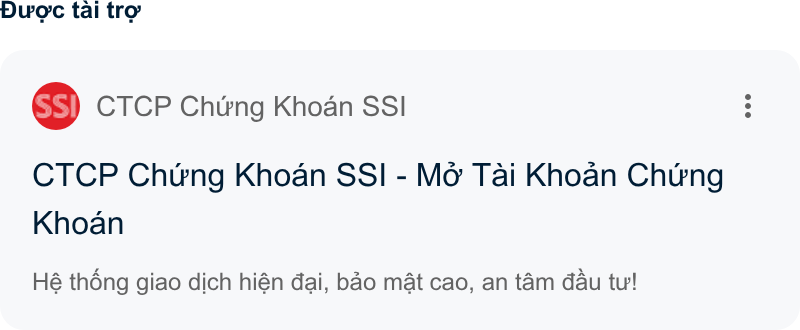 Được tài trợ
SSI
CTCP Chứng Khoán SSI
CTCP Chứng Khoán SSI - Mở Tài Khoản Chứng
Khoán
Hệ thống giao dịch hiện đại, bảo mật cao, an tâm đầu tư!